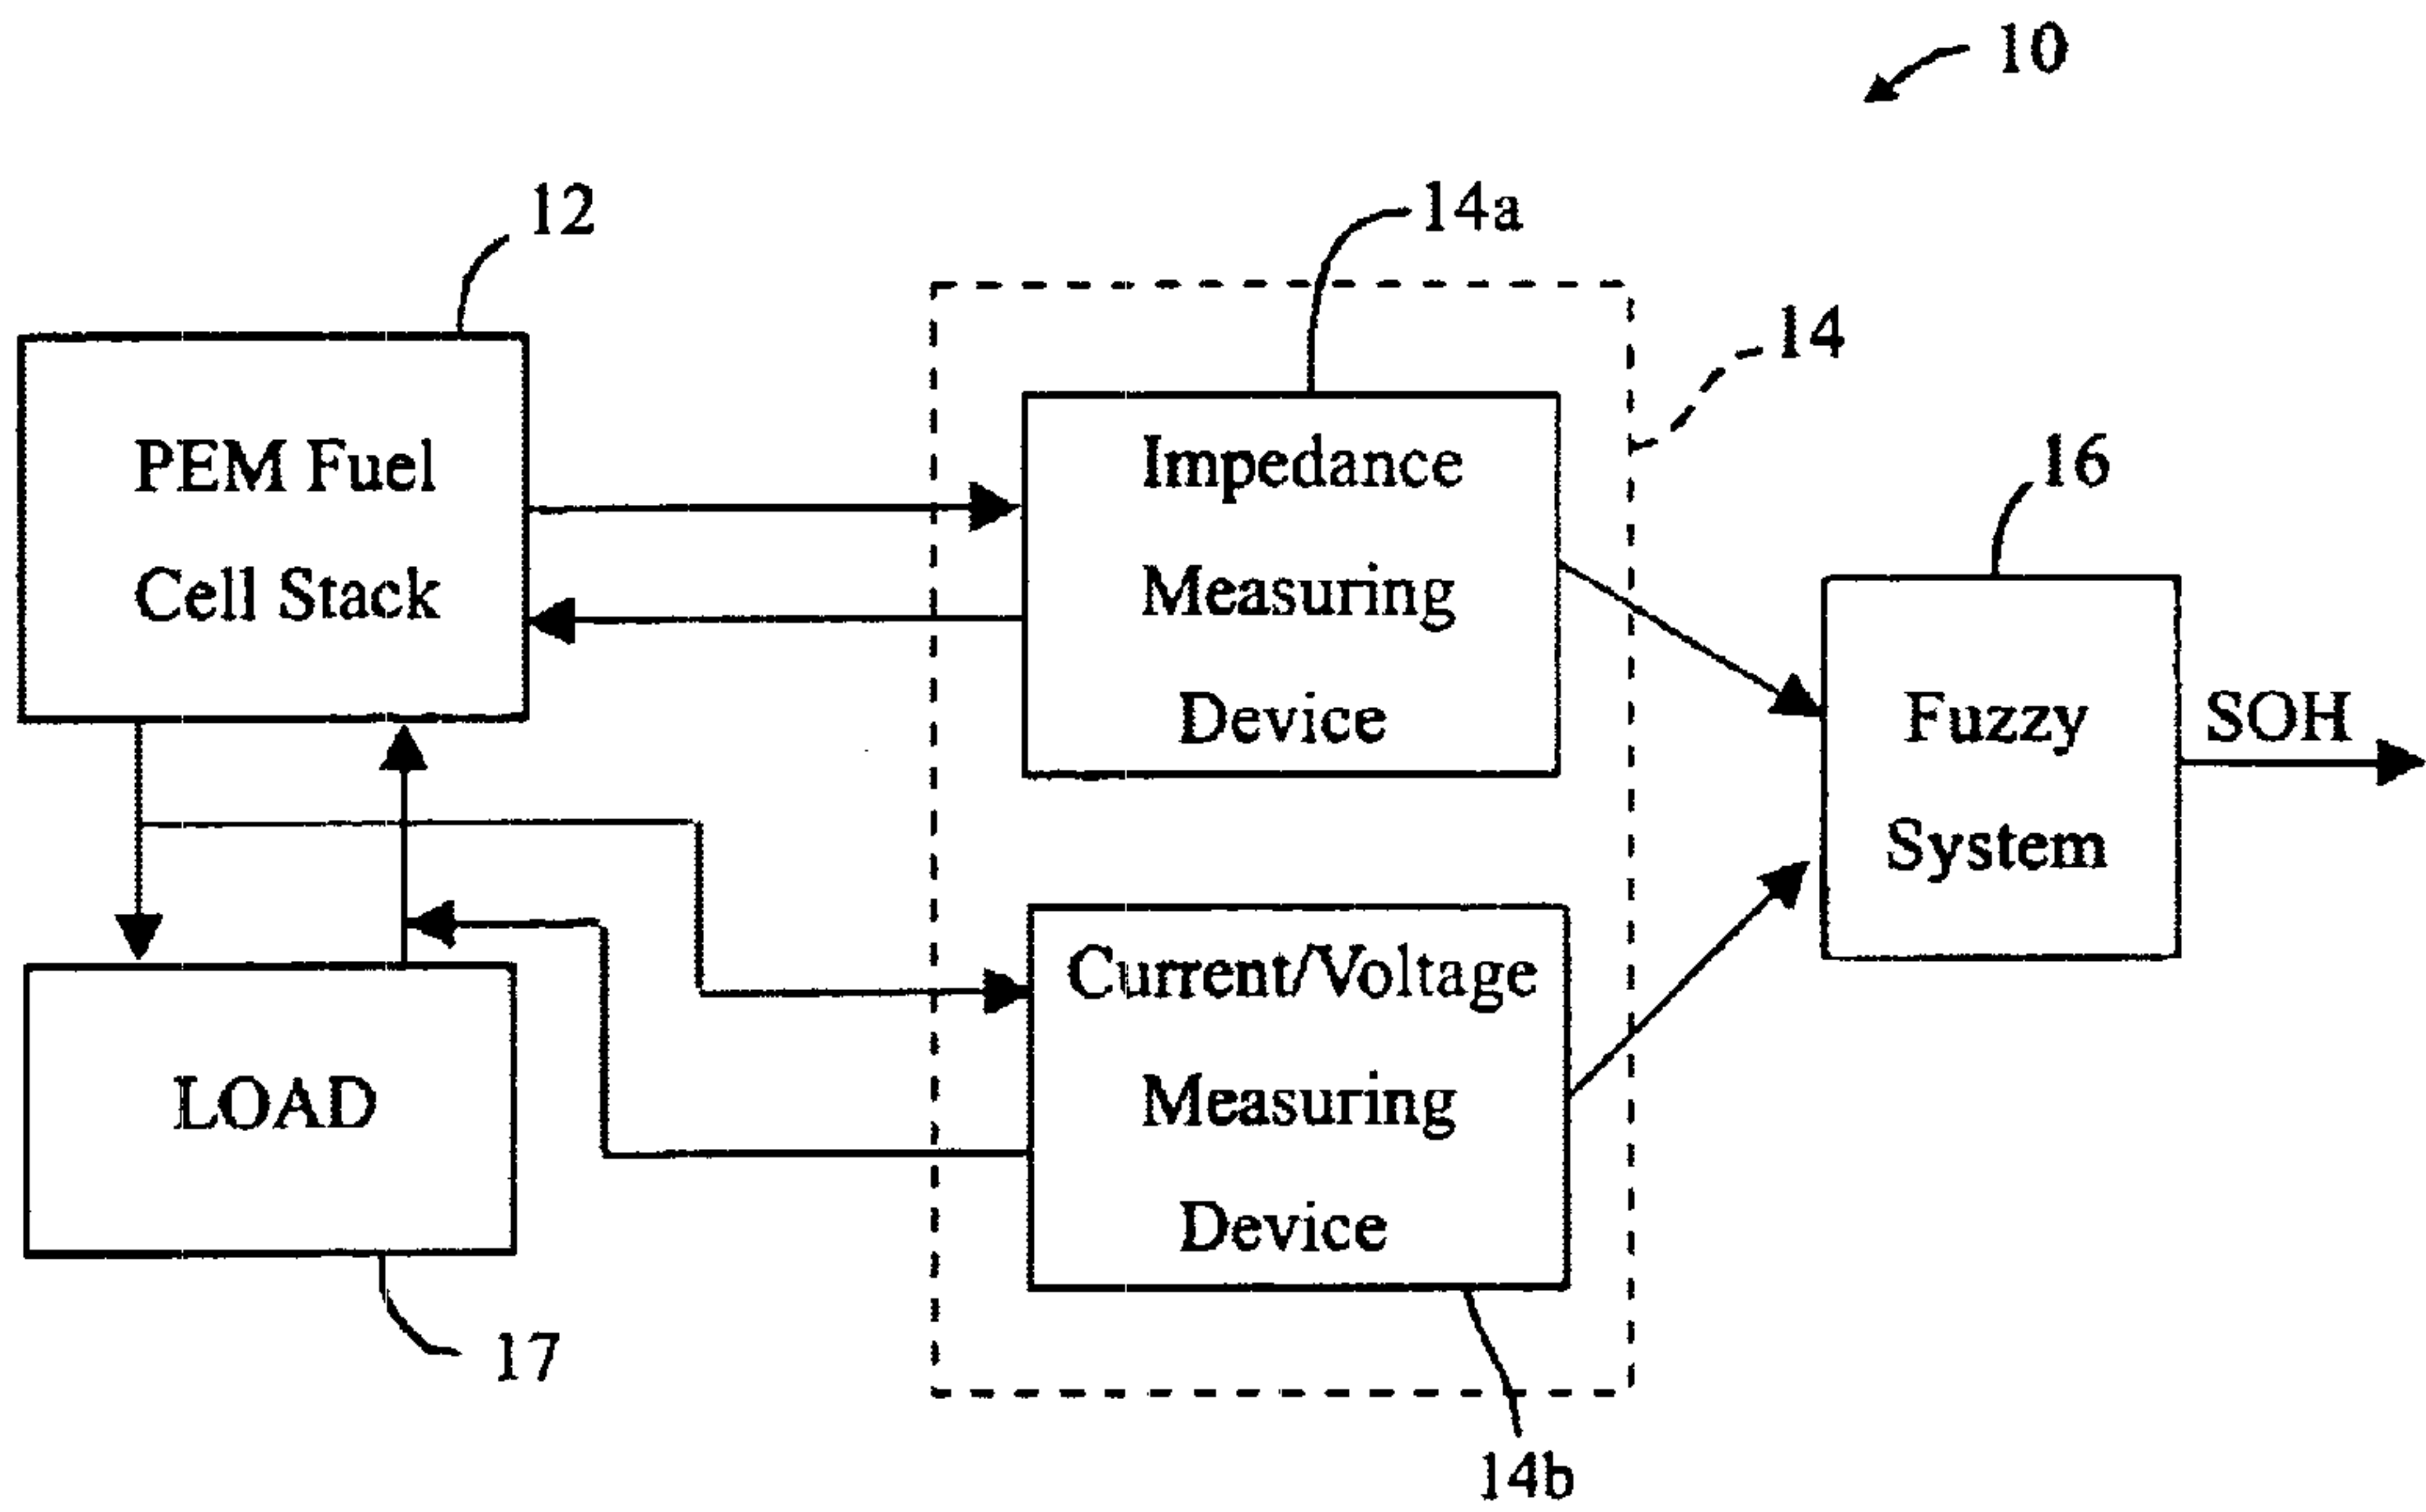 10
12
14a
14
PEM Fuel
Cell Stack
Impedance
Measuring
Device
16
Fuzzy
System
SOH
LOAD
17
Current/Voltage
Measuring
Device
14b